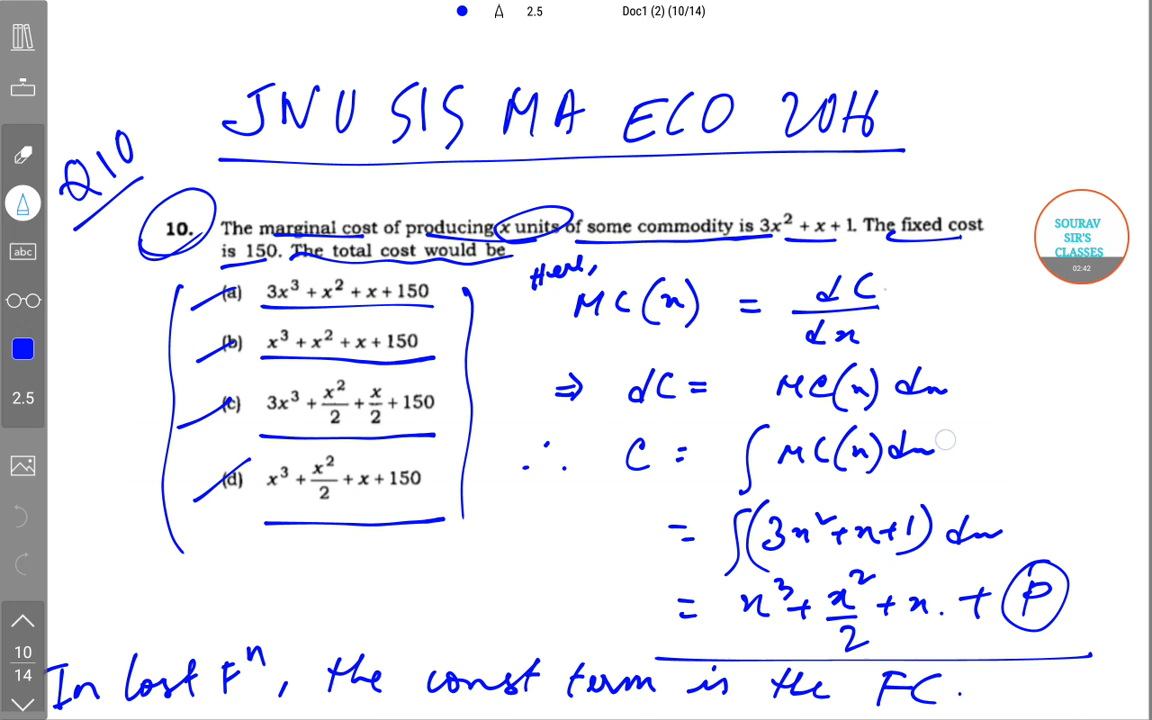 2.5 Doc1 (2) (10/14)
JNU SIS MA ECO 2016
Q10
10. The marginal cost of producing x units of some commodity is 3x² + x + 1. The fixed cost
is 150. The total cost would be
(a) 3x³ + x² + x + 150
(b) x³ + x² + x + 150
(c) 3x³ + x²/2 + x/2 + 150
(d) x³ + x²/2 + x + 150
Here,
MC(x) = dC/dx
⇒ dC = MC(x) dx
∴ C = ∫ MC(x) dx
= ∫(3x²+x+1) dx
= x³ + x²/2 + x. + P
In Cost Fⁿ, the const term is the FC.
SOURAV
SIR'S
CLASSES
02:42
abc
2.5
10
14